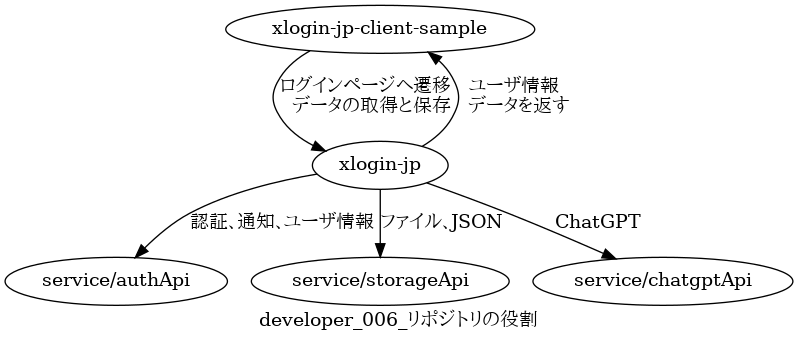 xlogin-jp-client-sample
ログインページへ遷移
データの取得と保存
ユーザ情報
データを返す
xlogin-jp
認証、通知、ユーザ情報
ファイル、JSON
ChatGPT
service/authApi
service/storageApi
service/chatgptApi
developer_006_リポジトリの役割